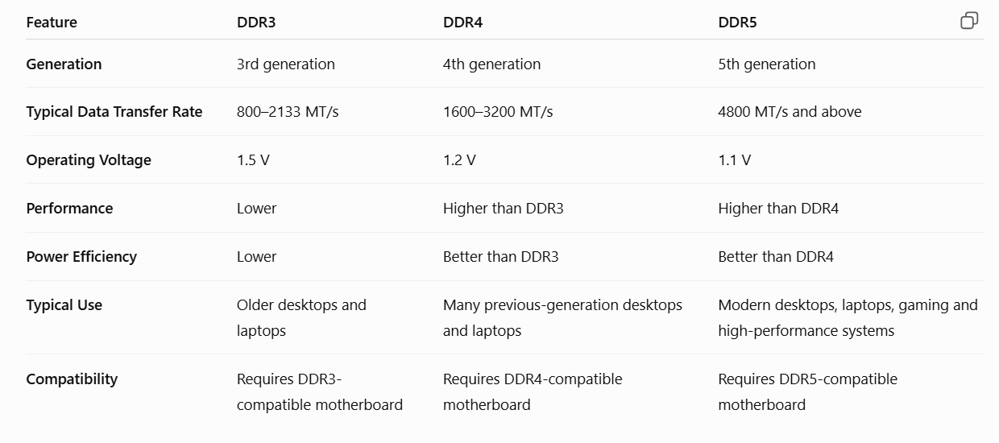 Feature DDR3 DDR4 DDR5
Generation 3rd generation 4th generation 5th generation
Typical Data Transfer Rate 800–2133 MT/s 1600–3200 MT/s 4800 MT/s and above
Operating Voltage 1.5 V 1.2 V 1.1 V
Performance Lower Higher than DDR3 Higher than DDR4
Power Efficiency Lower Better than DDR3 Better than DDR4
Typical Use Older desktops and Many previous-generation desktops Modern desktops, laptops, gaming and
laptops and laptops high-performance systems
Compatibility Requires DDR3- Requires DDR4-compatible Requires DDR5-compatible
compatible motherboard motherboard motherboard